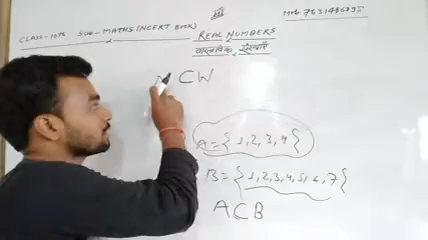 श्री
CLASS-10th SUB-MATHS (NCERT BOOK)
REAL NUMBERS
वास्तविक संख्याएँ
N ⊂ W
A = {1, 2, 3, 4}
B = {1, 2, 3, 4, 5, 6, 7}
A ⊂ B